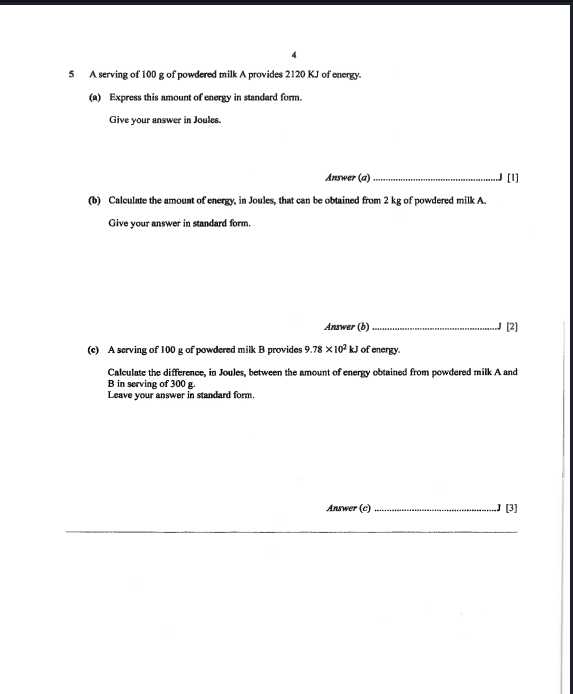 4
5 A serving of 100 g of powdered milk A provides 2120 KJ of energy.
(a) Express this amount of energy in standard form.
Give your answer in Joules.
Answer (a) ....................................................J [1]
(b) Calculate the amount of energy, in Joules, that can be obtained from 2 kg of powdered milk A.
Give your answer in standard form.
Answer (b) ....................................................J [2]
(c) A serving of 100 g of powdered milk B provides 9.78 × 10² kJ of energy.
Calculate the difference, in Joules, between the amount of energy obtained from powdered milk A and
B in serving of 300 g.
Leave your answer in standard form.
Answer (c) ..................................................J [3]